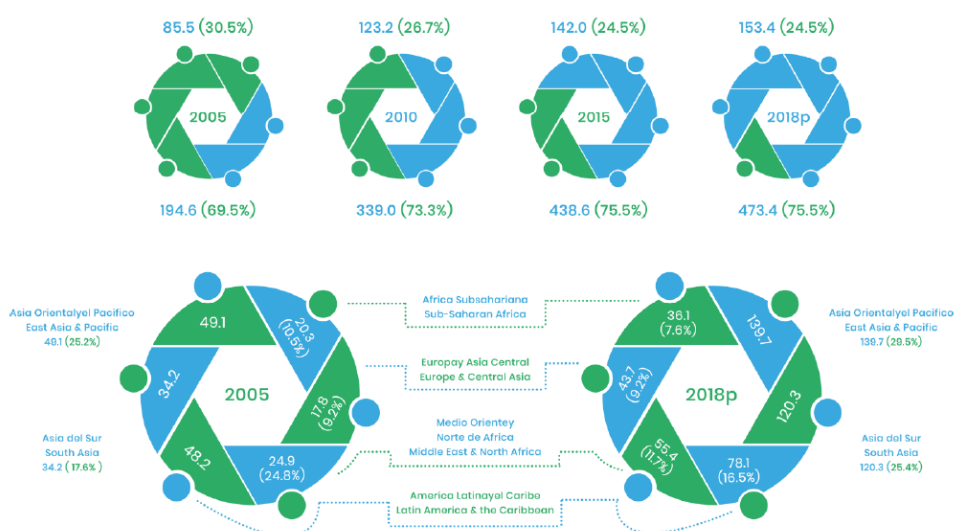 85.5 (30.5%)
123.2 (26.7%)
142.0 (24.5%)
153.4 (24.5%)
2005
2010
2015
2018p
194.6 (69.5%)
339.0 (73.3%)
438.6 (75.5%)
473.4 (75.5%)
Asia Orientalyel Pacifico
East Asia & Pacific
49.1 (25.2%)
Asia del Sur
South Asia
34.2 ( 17.6%)
49.1
20.3
(10.5%)
34.2
2005
17.8
(9.2%)
48.2
24.9
(24.8%)
Africa Subsahariana
Sub-Saharan Africa
Europay Asia Central
Europe & Central Asia
Medio Orientey
Norte de Africa
Middle East & North Africa
America Latinayel Caribe
Latin America & the Caribbean
36.1
(7.6%)
139.7
43.7
(9.2%)
2018p
120.3
55.4
(11.7%)
78.1
(16.5%)
Asia Orientalyel Pacifico
East Asia & Pacific
139.7 (29.5%)
Asia del Sur
South Asia
120.3 (25.4%)